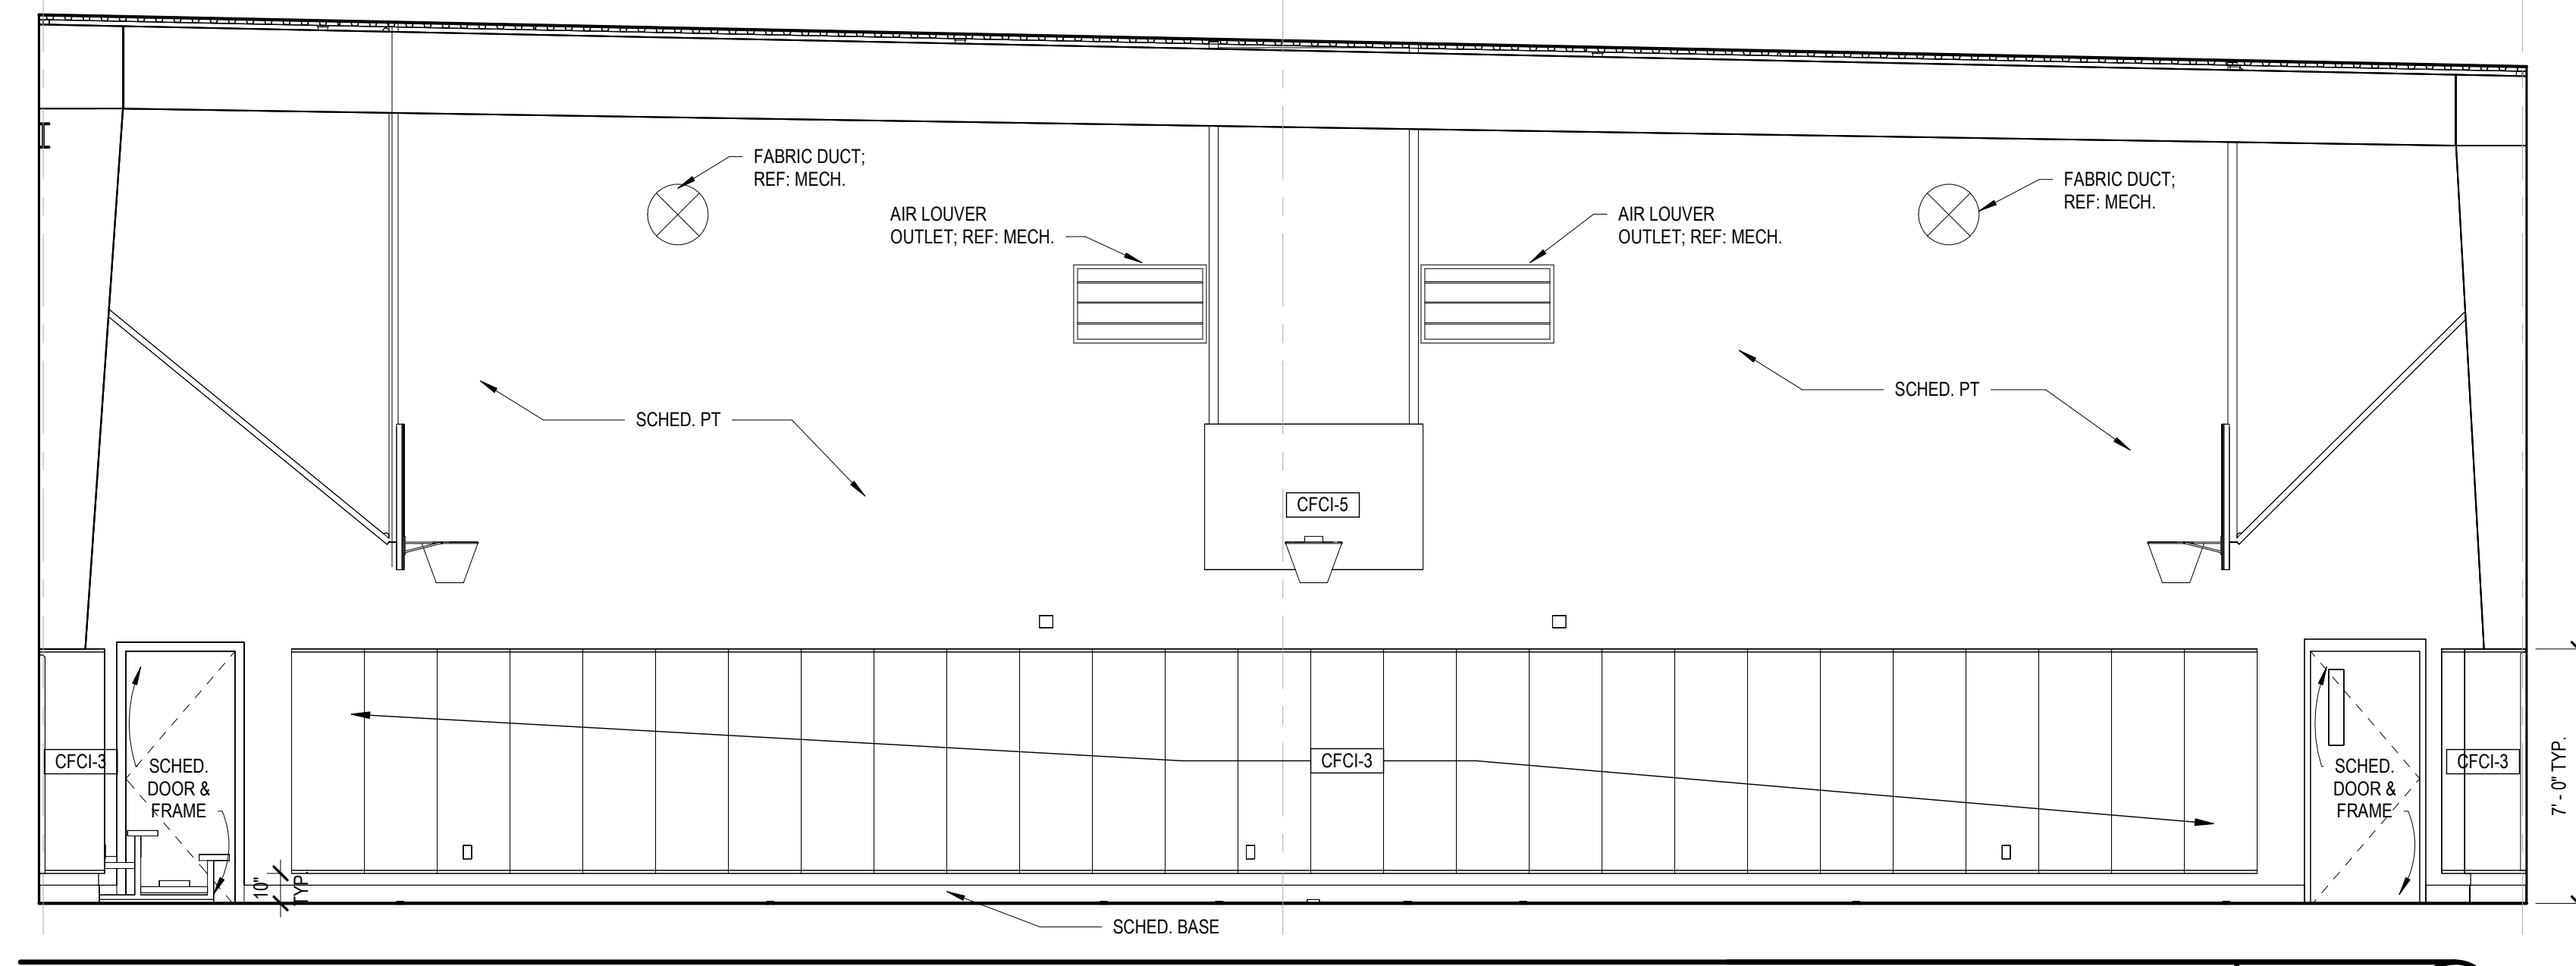 FABRIC DUCT;
REF: MECH.
FABRIC DUCT;
REF: MECH.
AIR LOUVER
OUTLET; REF: MECH.
AIR LOUVER
OUTLET; REF: MECH.
SCHED. PT
SCHED. PT
CFCI-5
CFCI-3
SCHED.
DOOR &
FRAME
CFCI-3
SCHED.
DOOR &
FRAME
CFCI-3
7' - 0" TYP.
10"
TYP.
SCHED. BASE